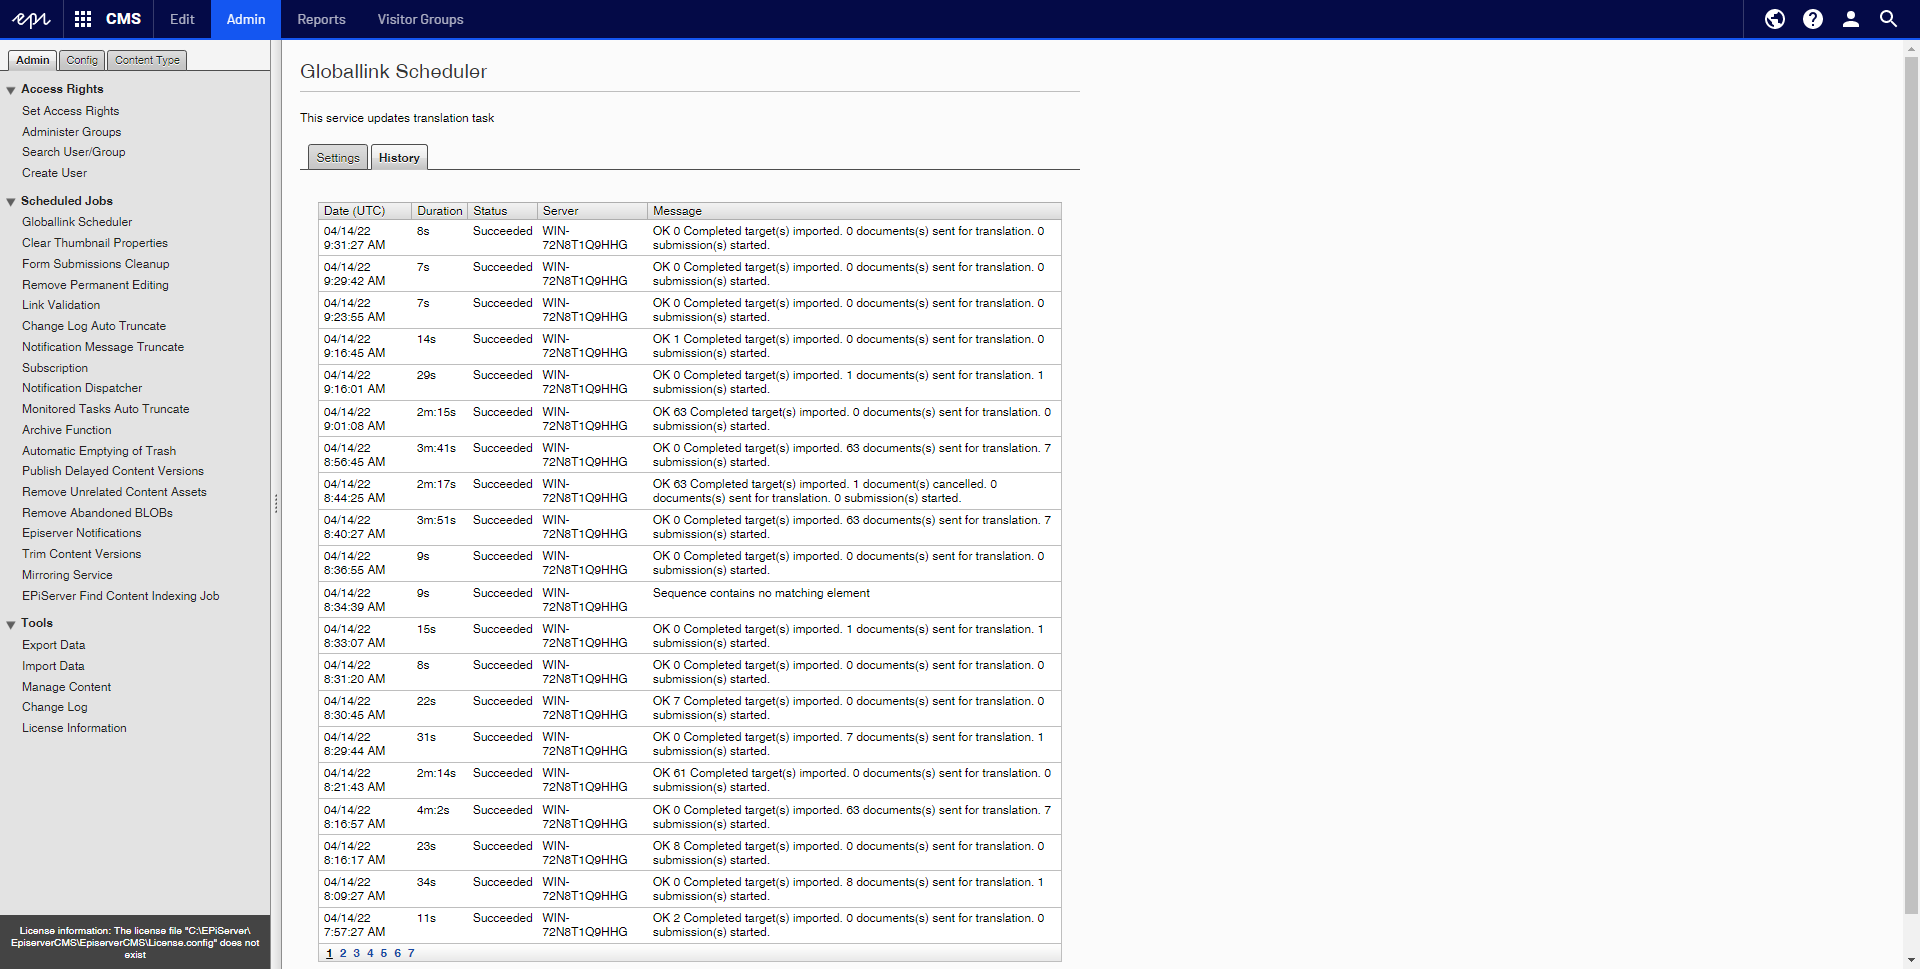 epi CMS Edit Admin Reports Visitor Groups
Admin Config Content Type
Access Rights
Set Access Rights
Administer Groups
Search User/Group
Create User
Scheduled Jobs
Globallink Scheduler
Clear Thumbnail Properties
Form Submissions Cleanup
Remove Permanent Editing
Link Validation
Change Log Auto Truncate
Notification Message Truncate
Subscription
Notification Dispatcher
Monitored Tasks Auto Truncate
Archive Function
Automatic Emptying of Trash
Publish Delayed Content Versions
Remove Unrelated Content Assets
Remove Abandoned BLOBs
Episerver Notifications
Trim Content Versions
Mirroring Service
EPiServer Find Content Indexing Job
Tools
Export Data
Import Data
Manage Content
Change Log
License Information
License information: The license file "C:\EPiServer\
EpiserverCMS\EpiserverCMS\License.config" does not
exist
Globallink Scheduler
This service updates translation task
Settings History
Date (UTC) Duration Status Server Message
04/14/22 8s Succeeded WIN- OK 0 Completed target(s) imported. 0 documents(s) sent for translation. 0
9:31:27 AM 72N8T1Q9HHG submission(s) started.
04/14/22 7s Succeeded WIN- OK 0 Completed target(s) imported. 0 documents(s) sent for translation. 0
9:29:42 AM 72N8T1Q9HHG submission(s) started.
04/14/22 7s Succeeded WIN- OK 0 Completed target(s) imported. 0 documents(s) sent for translation. 0
9:23:55 AM 72N8T1Q9HHG submission(s) started.
04/14/22 14s Succeeded WIN- OK 1 Completed target(s) imported. 0 documents(s) sent for translation. 0
9:16:45 AM 72N8T1Q9HHG submission(s) started.
04/14/22 29s Succeeded WIN- OK 0 Completed target(s) imported. 1 documents(s) sent for translation. 1
9:16:01 AM 72N8T1Q9HHG submission(s) started.
04/14/22 2m:15s Succeeded WIN- OK 63 Completed target(s) imported. 0 documents(s) sent for translation. 0
9:01:08 AM 72N8T1Q9HHG submission(s) started.
04/14/22 3m:41s Succeeded WIN- OK 0 Completed target(s) imported. 63 documents(s) sent for translation. 7
8:56:45 AM 72N8T1Q9HHG submission(s) started.
04/14/22 2m:17s Succeeded WIN- OK 63 Completed target(s) imported. 1 document(s) cancelled. 0
8:44:25 AM 72N8T1Q9HHG documents(s) sent for translation. 0 submission(s) started.
04/14/22 3m:51s Succeeded WIN- OK 0 Completed target(s) imported. 63 documents(s) sent for translation. 7
8:40:27 AM 72N8T1Q9HHG submission(s) started.
04/14/22 9s Succeeded WIN- OK 0 Completed target(s) imported. 0 documents(s) sent for translation. 0
8:36:55 AM 72N8T1Q9HHG submission(s) started.
04/14/22 9s Succeeded WIN- Sequence contains no matching element
8:34:39 AM 72N8T1Q9HHG
04/14/22 15s Succeeded WIN- OK 0 Completed target(s) imported. 1 documents(s) sent for translation. 1
8:33:07 AM 72N8T1Q9HHG submission(s) started.
04/14/22 8s Succeeded WIN- OK 0 Completed target(s) imported. 0 documents(s) sent for translation. 0
8:31:20 AM 72N8T1Q9HHG submission(s) started.
04/14/22 22s Succeeded WIN- OK 7 Completed target(s) imported. 0 documents(s) sent for translation. 0
8:30:45 AM 72N8T1Q9HHG submission(s) started.
04/14/22 31s Succeeded WIN- OK 0 Completed target(s) imported. 7 documents(s) sent for translation. 1
8:29:44 AM 72N8T1Q9HHG submission(s) started.
04/14/22 2m:14s Succeeded WIN- OK 61 Completed target(s) imported. 0 documents(s) sent for translation. 0
8:21:43 AM 72N8T1Q9HHG submission(s) started.
04/14/22 4m:2s Succeeded WIN- OK 0 Completed target(s) imported. 63 documents(s) sent for translation. 7
8:16:57 AM 72N8T1Q9HHG submission(s) started.
04/14/22 23s Succeeded WIN- OK 8 Completed target(s) imported. 0 documents(s) sent for translation. 0
8:16:17 AM 72N8T1Q9HHG submission(s) started.
04/14/22 34s Succeeded WIN- OK 0 Completed target(s) imported. 8 documents(s) sent for translation. 1
8:09:27 AM 72N8T1Q9HHG submission(s) started.
04/14/22 11s Succeeded WIN- OK 2 Completed target(s) imported. 0 documents(s) sent for translation. 0
7:57:27 AM 72N8T1Q9HHG submission(s) started.
1 2 3 4 5 6 7